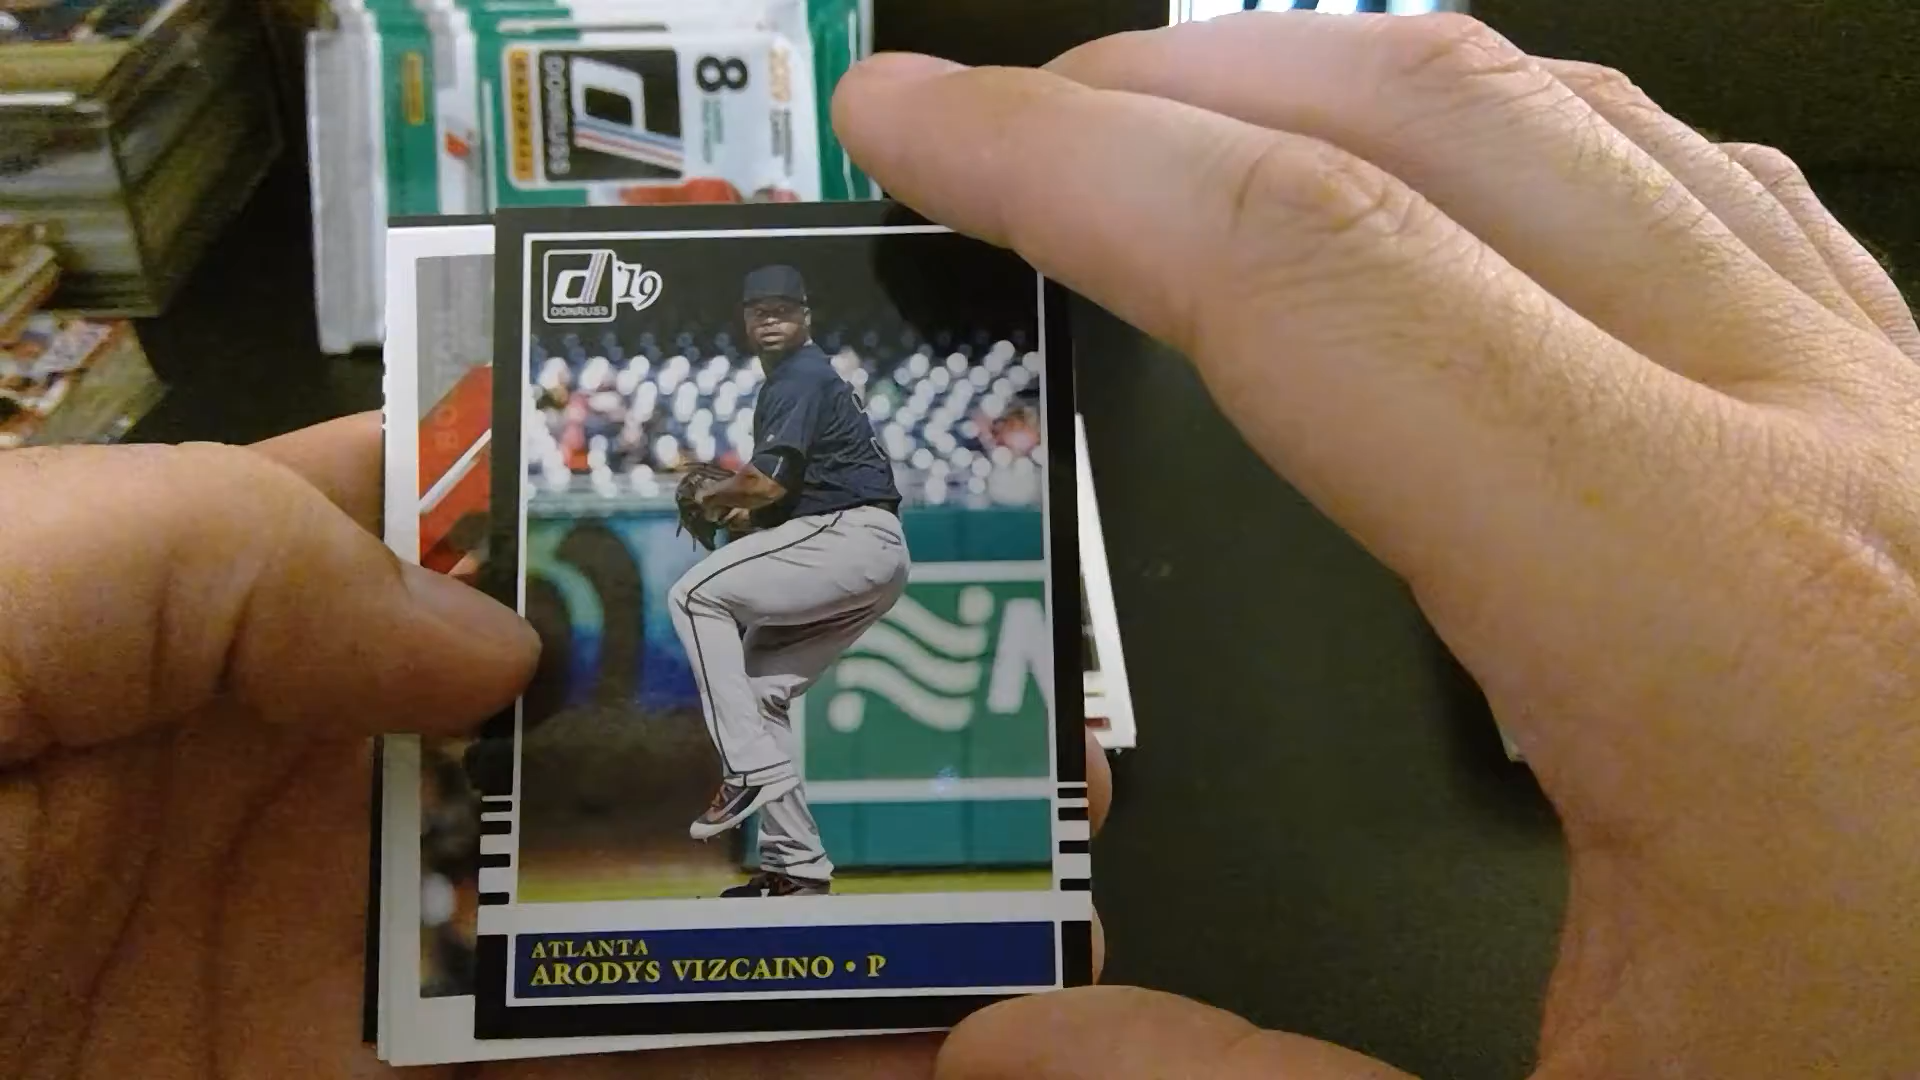 DONRUSS
8
d'19
DONRUSS
ATLANTA
ARODYS VIZCAINO • P